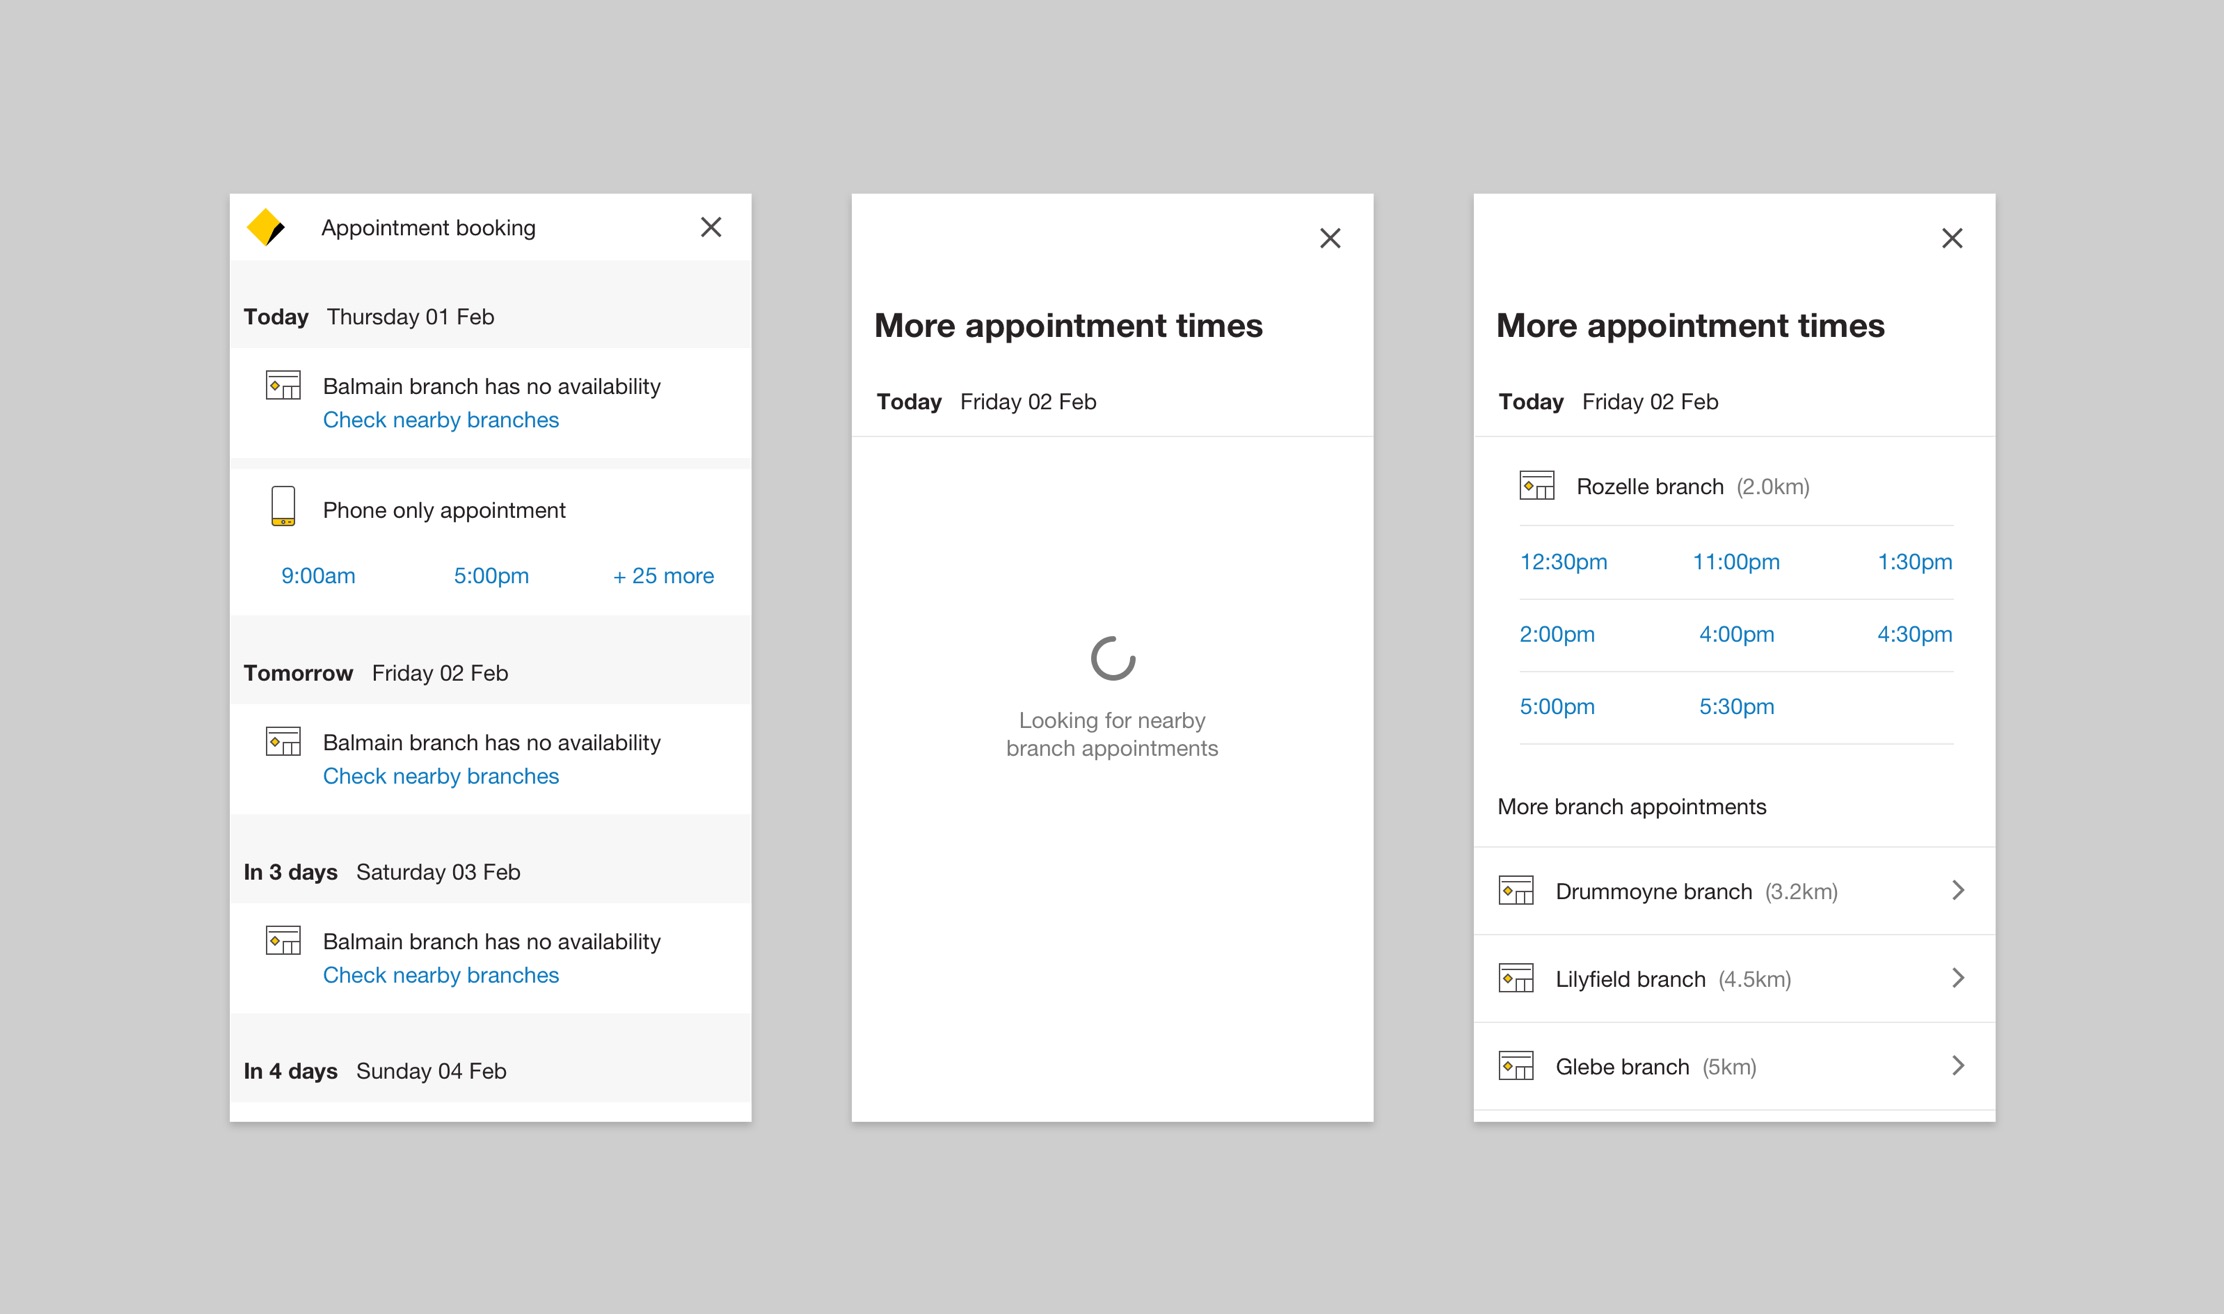 Appointment booking
Today Thursday 01 Feb
Balmain branch has no availability
Check nearby branches
Phone only appointment
9:00am 5:00pm + 25 more
Tomorrow Friday 02 Feb
Balmain branch has no availability
Check nearby branches
In 3 days Saturday 03 Feb
Balmain branch has no availability
Check nearby branches
In 4 days Sunday 04 Feb
More appointment times
Today Friday 02 Feb
Looking for nearby
branch appointments
More appointment times
Today Friday 02 Feb
Rozelle branch (2.0km)
12:30pm 11:00pm 1:30pm
2:00pm 4:00pm 4:30pm
5:00pm 5:30pm
More branch appointments
Drummoyne branch (3.2km)
Lilyfield branch (4.5km)
Glebe branch (5km)